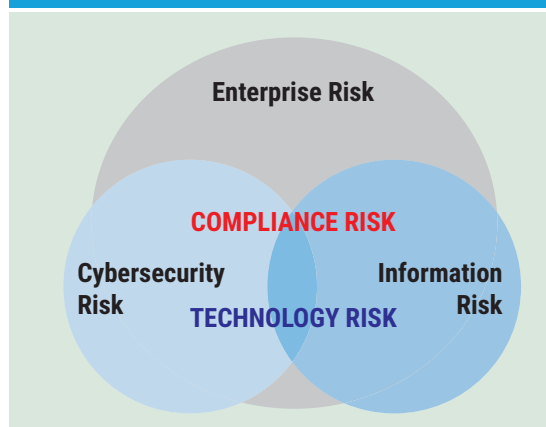 Enterprise Risk
COMPLIANCE RISK
Cybersecurity
Risk
Information
Risk
TECHNOLOGY RISK